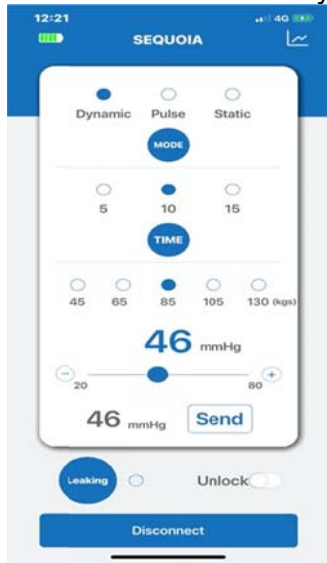 12:21 4G
SEQUOIA
Dynamic Pulse Static
MODE
5 10 15
TIME
45 65 85 105 130 (kgs)
46 mmHg
20 80
46 mmHg Send
Leaking Unlock
Disconnect